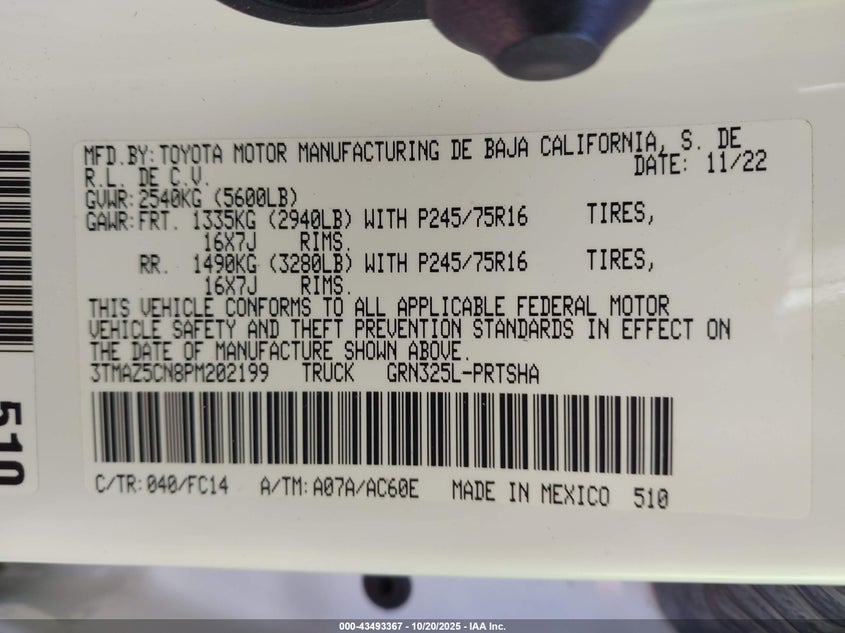 MFD.BY:TOYOTA MOTOR MANUFACTURING DE BAJA CALIFORNIA, S. DE
R.L. DE C.V. DATE: 11/22
GVWR:2540KG (5600LB)
GAWR:FRT. 1335KG (2940LB) WITH P245/75R16 TIRES,
16X7J RIMS.
RR. 1490KG (3280LB) WITH P245/75R16 TIRES,
16X7J RIMS.
THIS VEHICLE CONFORMS TO ALL APPLICABLE FEDERAL MOTOR
VEHICLE SAFETY AND THEFT PREVENTION STANDARDS IN EFFECT ON
THE DATE OF MANUFACTURE SHOWN ABOVE.
3TMAZ5CN8PM202199 TRUCK GRN325L-PRTSHA
C/TR:040/FC14 A/TM:A07A/AC60E MADE IN MEXICO 510
510
000-43493367 - 10/20/2025 - IAA Inc.